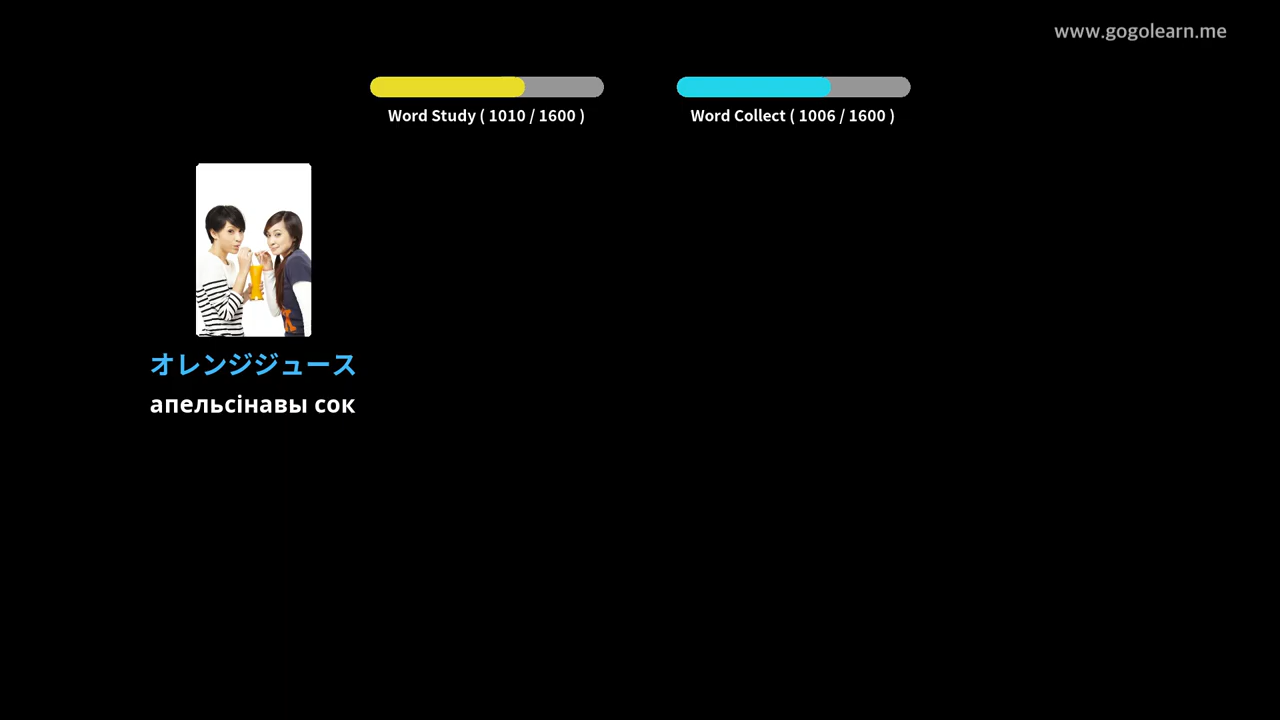 www.gogolearn.me
Word Study ( 1010 / 1600 )
Word Collect ( 1006 / 1600 )
オレンジジュース
апельсінавы сок